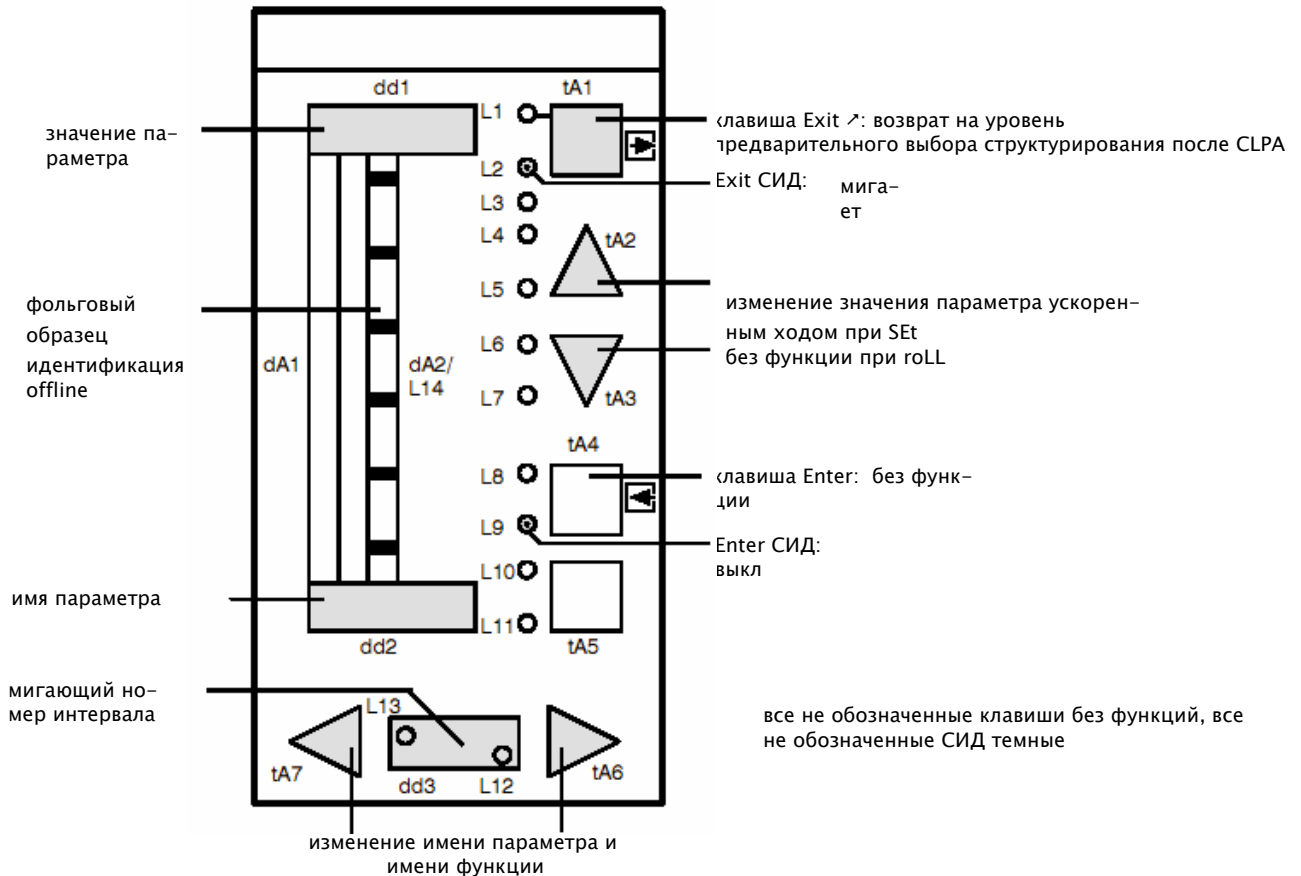 dd1
tA1
L1
значение па-
раметра
клавиша Exit ↗: возврат на уровень
предварительного выбора структурирования после CLPA
L2
Exit СИД:
мига-
ет
L3
L4
tA2
L5
изменение значения параметра ускорен-
ным ходом при SEt
без функции при roLL
фольговый
образец
идентификация
offline
dA1
dA2/
L14
L6
L7
tA3
tA4
L8
клавиша Enter: без функ-
ции
L9
Enter СИД:
выкл
L10
имя параметра
L11
dd2
tA5
мигающий но-
мер интервала
L13
все не обозначенные клавиши без функций, все
не обозначенные СИД темные
tA7
dd3
L12
tA6
изменение имени параметра и
имени функции